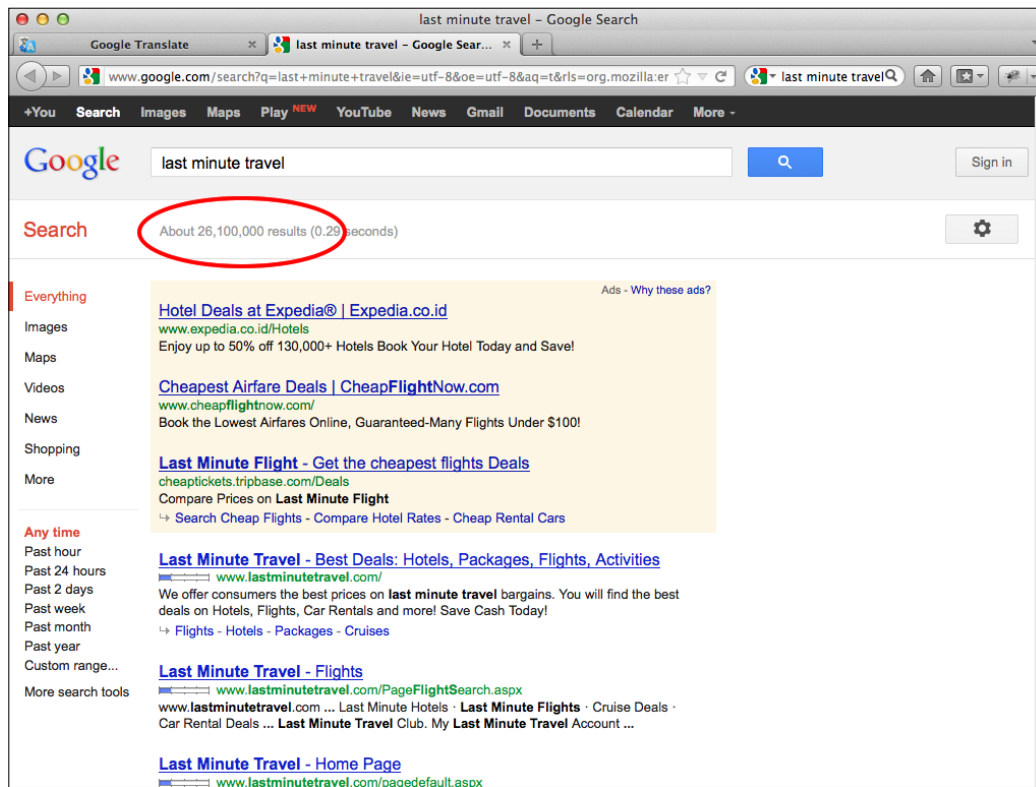 last minute travel – Google Search
Google Translate
last minute travel – Google Sear...
www.google.com/search?q=last+minute+travel&ie=utf-8&oe=utf-8&aq=t&rls=org.mozilla:er
last minute travel
+You Search Images Maps Play NEW YouTube News Gmail Documents Calendar More
Google
last minute travel
Sign in
Search
About 26,100,000 results (0.29 seconds)
Everything
Images
Maps
Videos
News
Shopping
More
Any time
Past hour
Past 24 hours
Past 2 days
Past week
Past month
Past year
Custom range...
More search tools
Ads - Why these ads?
Hotel Deals at Expedia® | Expedia.co.id
www.expedia.co.id/Hotels
Enjoy up to 50% off 130,000+ Hotels Book Your Hotel Today and Save!
Cheapest Airfare Deals | CheapFlightNow.com
www.cheapflightnow.com/
Book the Lowest Airfares Online, Guaranteed-Many Flights Under $100!
Last Minute Flight - Get the cheapest flights Deals
cheaptickets.tripbase.com/Deals
Compare Prices on Last Minute Flight
Search Cheap Flights - Compare Hotel Rates - Cheap Rental Cars
Last Minute Travel - Best Deals: Hotels, Packages, Flights, Activities
www.lastminutetravel.com/
We offer consumers the best prices on last minute travel bargains. You will find the best
deals on Hotels, Flights, Car Rentals and more! Save Cash Today!
Flights - Hotels - Packages - Cruises
Last Minute Travel - Flights
www.lastminutetravel.com/PageFlightSearch.aspx
www.lastminutetravel.com ... Last Minute Hotels · Last Minute Flights · Cruise Deals ·
Car Rental Deals ... Last Minute Travel Club. My Last Minute Travel Account ...
Last Minute Travel - Home Page
www.lastminutetravel.com/pagedefault.aspx